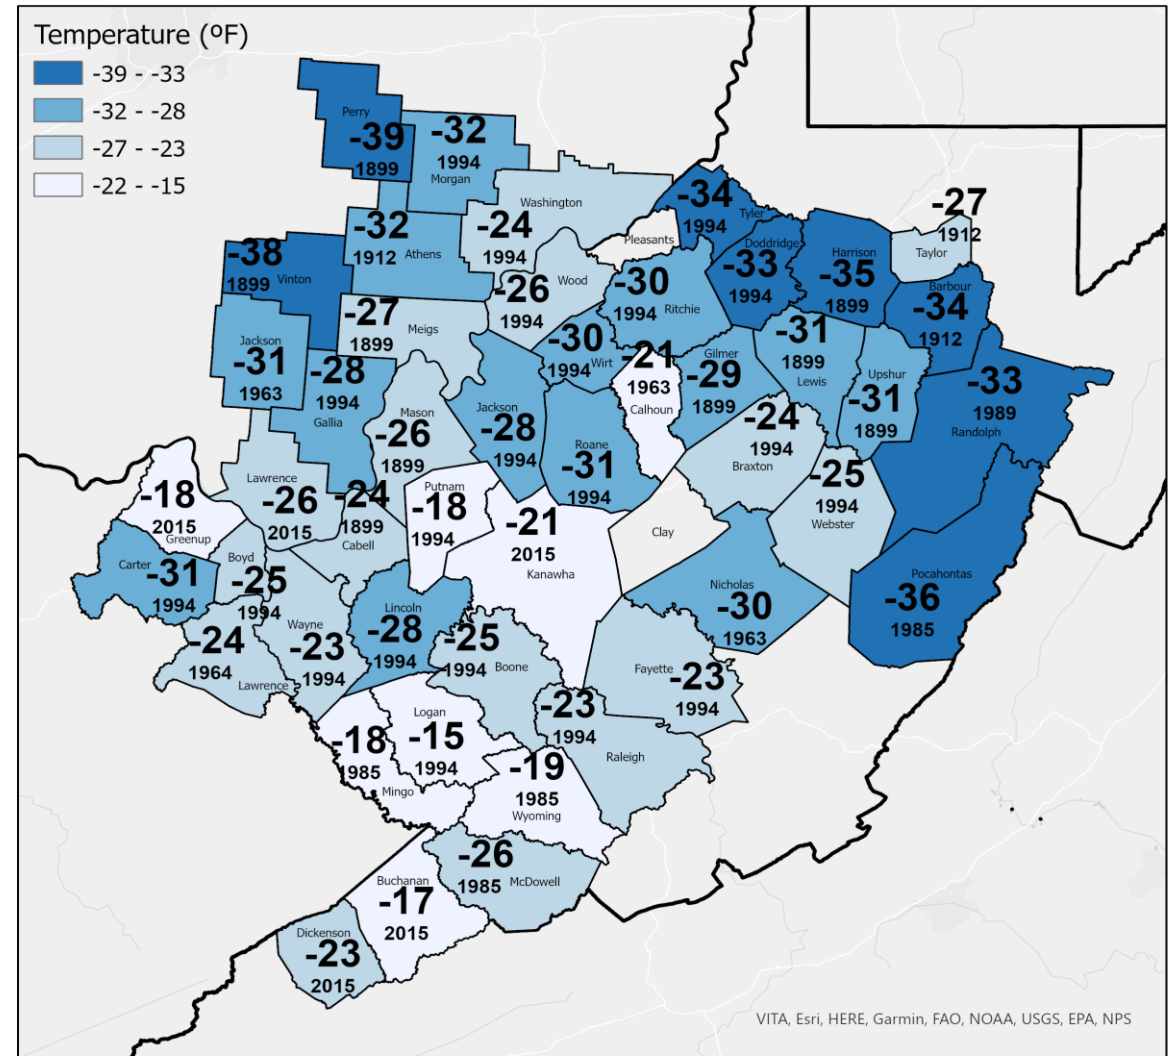 Temperature (ºF)
-39 - -33
-32 - -28
-27 - -23
-22 - -15
Perry
-39
1899
-32
1994
Morgan
Washington
-24
1994
-32
1912
Athens
-38
1899
Vinton
-34
1994
Tyler
Pleasants
Doddridge
-33
1994
Harrison
-35
1899
-27
1912
Taylor
Barbour
-34
1912
Wood
-26
1994
-30
1994
Ritchie
-27
1899
Meigs
Jackson
-31
1963
-28
1994
Gallia
-30
1994
Wirt
-21
1963
Calhoun
Gilmer
-29
1899
-31
1899
Lewis
Upshur
-31
1899
-33
1989
Randolph
Mason
-26
1899
Jackson
-28
1994
Roane
-31
1994
-24
1994
Braxton
-25
1994
Webster
-18
2015
Greenup
Lawrence
-26
2015
-24
1899
Cabell
Putnam
-18
1994
-21
2015
Kanawha
Clay
Carter
-31
1994
Boyd
-25
1994
Nicholas
-30
1963
Pocahontas
-36
1985
-24
1964
Lawrence
Wayne
-23
1994
Lincoln
-28
1994
-25
1994
Boone
Fayette
-23
1994
-23
1994
Raleigh
-18
1985
Mingo
Logan
-15
1994
-19
1985
Wyoming
-26
1985
McDowell
Buchanan
-17
2015
Dickenson
-23
2015
VITA, Esri, HERE, Garmin, FAO, NOAA, USGS, EPA, NPS